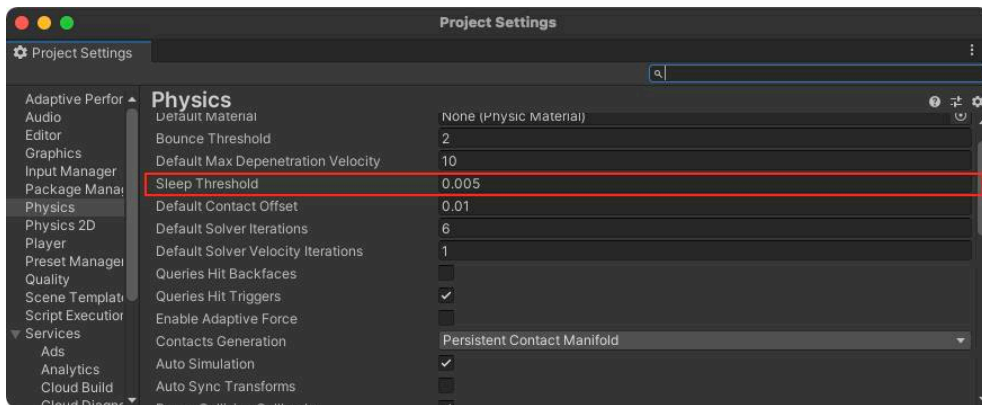 Project Settings
Project Settings
Adaptive Perfor
Audio
Editor
Graphics
Input Manager
Package Mana
Physics
Physics 2D
Player
Preset Manager
Quality
Scene Templat
Script Execution
Services
Ads
Analytics
Cloud Build
Cloud Diagn
Physics
Default Material None (Physic Material)
Bounce Threshold 2
Default Max Depenetration Velocity 10
Sleep Threshold 0.005
Default Contact Offset 0.01
Default Solver Iterations 6
Default Solver Velocity Iterations 1
Queries Hit Backfaces
Queries Hit Triggers
Enable Adaptive Force
Contacts Generation Persistent Contact Manifold
Auto Simulation
Auto Sync Transforms